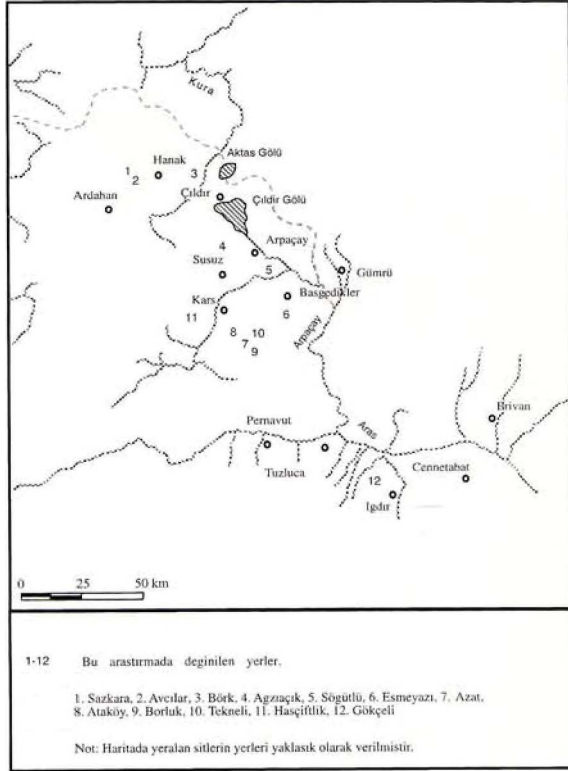 Kura
Aktas Gölü
Hanak
1
2
3
Çıldır
Ardahan
Çıldir Gölü
4
Arpaçay
Susuz
5
Gümrü
Kars
Basgedikler
6
11
8
10
7
9
Arpaçay
Erivan
Pernavut
Aras
Cennetabat
Tuzluca
12
Igdır
0 25 50 km
1-12 Bu arastırmada deginilen yerler.
1. Sazkara, 2. Avcılar, 3. Börk, 4. Agzıaçık, 5. Sögütlü, 6. Esmeyazı, 7. Azat,
8. Ataköy, 9. Borluk, 10. Tekneli, 11. Hasçiftlik, 12. Gökçeli
Not: Haritada yeralan sitlerin yerleri yaklasık olarak verilmistir.